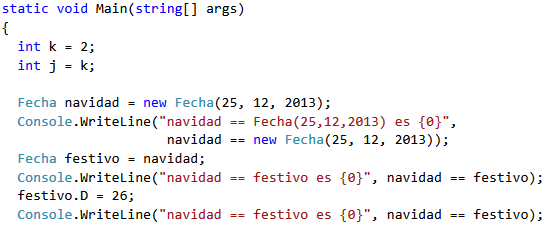 static void Main(string[] args)
{
int k = 2;
int j = k;
Fecha navidad = new Fecha(25, 12, 2013);
Console.WriteLine("navidad == Fecha(25,12,2013) es {0}",
navidad == new Fecha(25, 12, 2013));
Fecha festivo = navidad;
Console.WriteLine("navidad == festivo es {0}", navidad == festivo);
festivo.D = 26;
Console.WriteLine("navidad == festivo es {0}", navidad == festivo);